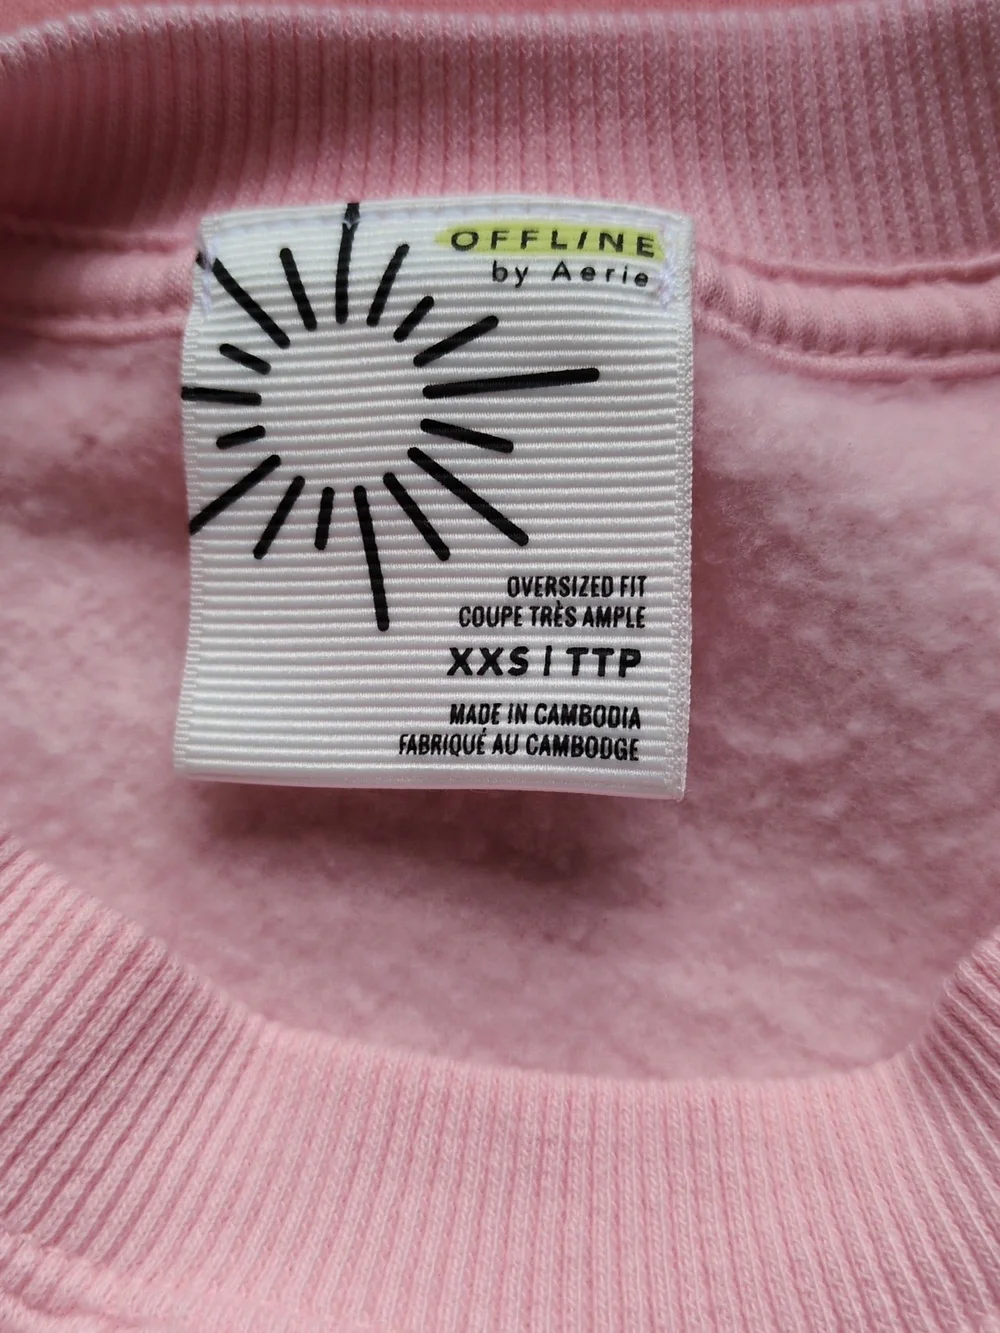 OFFLINE
by Aerie
OVERSIZED FIT
COUPE TRÈS AMPLE
XXS | TTP
MADE IN CAMBODIA
FABRIQUÉ AU CAMBODGE